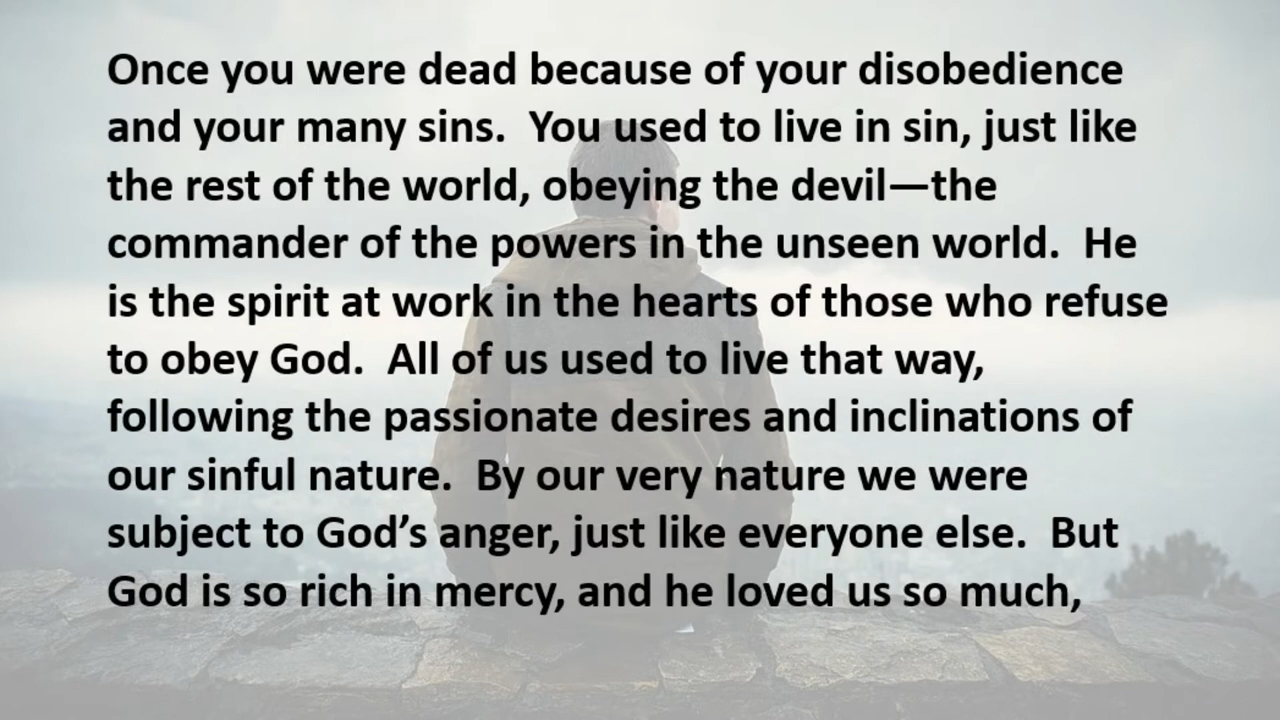 Once you were dead because of your disobedience
and your many sins.  You used to live in sin, just like
the rest of the world, obeying the devil—the
commander of the powers in the unseen world.  He
is the spirit at work in the hearts of those who refuse
to obey God.  All of us used to live that way,
following the passionate desires and inclinations of
our sinful nature.  By our very nature we were
subject to God’s anger, just like everyone else.  But
God is so rich in mercy, and he loved us so much,